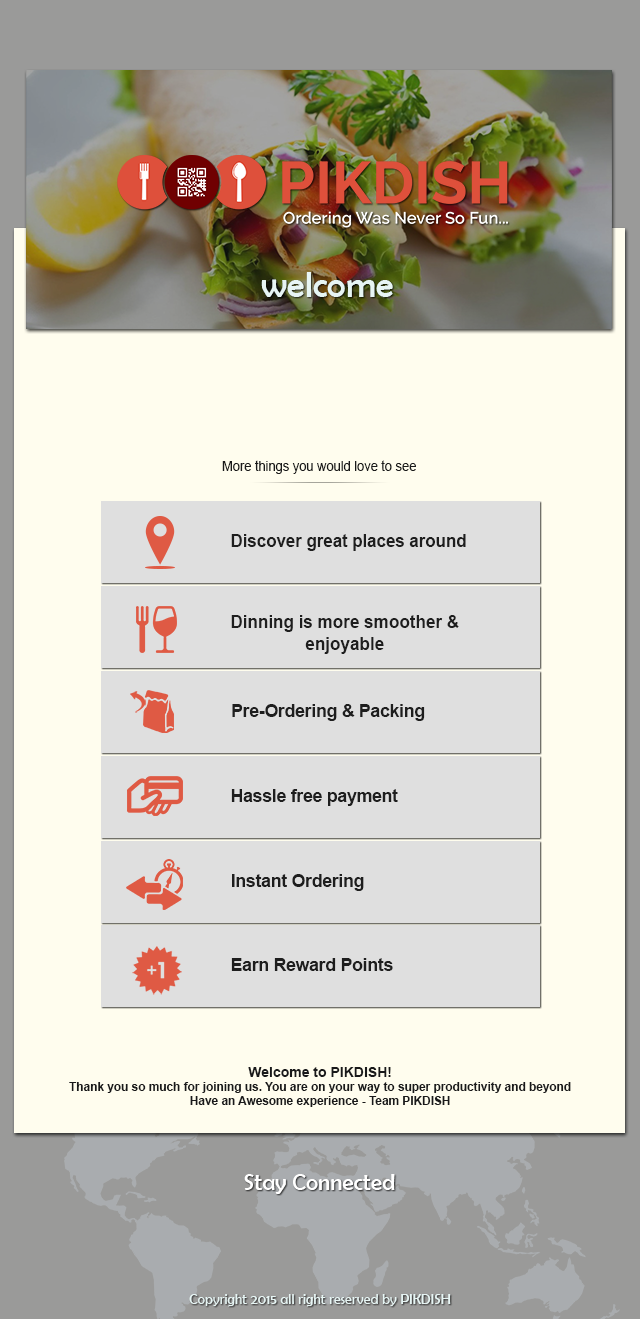 PIKDISH
Ordering Was Never So Fun...
welcome
More things you would love to see
Discover great places around
Dinning is more smoother &
enjoyable
Pre-Ordering & Packing
Hassle free payment
Instant Ordering
+1
Earn Reward Points
Welcome to PIKDISH!
Thank you so much for joining us. You are on your way to super productivity and beyond
Have an Awesome experience - Team PIKDISH
Stay Connected
Copyright 2015 all right reserved by PIKDISH